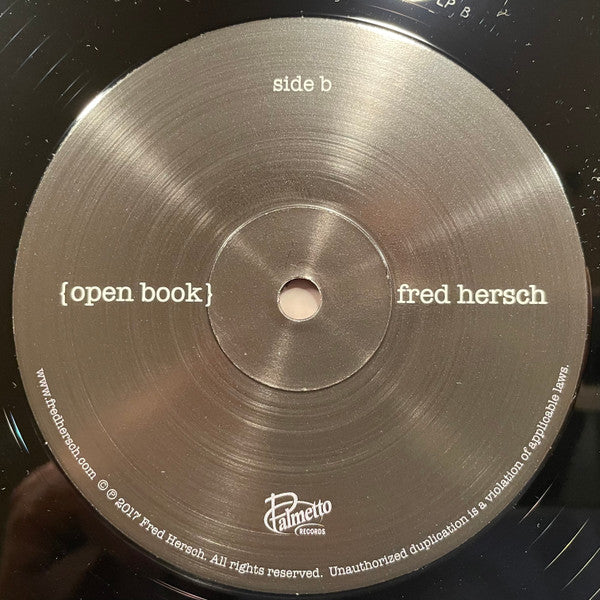 LP B
side b
{open book}
fred hersch
Palmetto
RECORDS
www.fredhersch.com © ℗ 2017 Fred Hersch. All rights reserved. Unauthorized duplication is a violation of applicable laws.